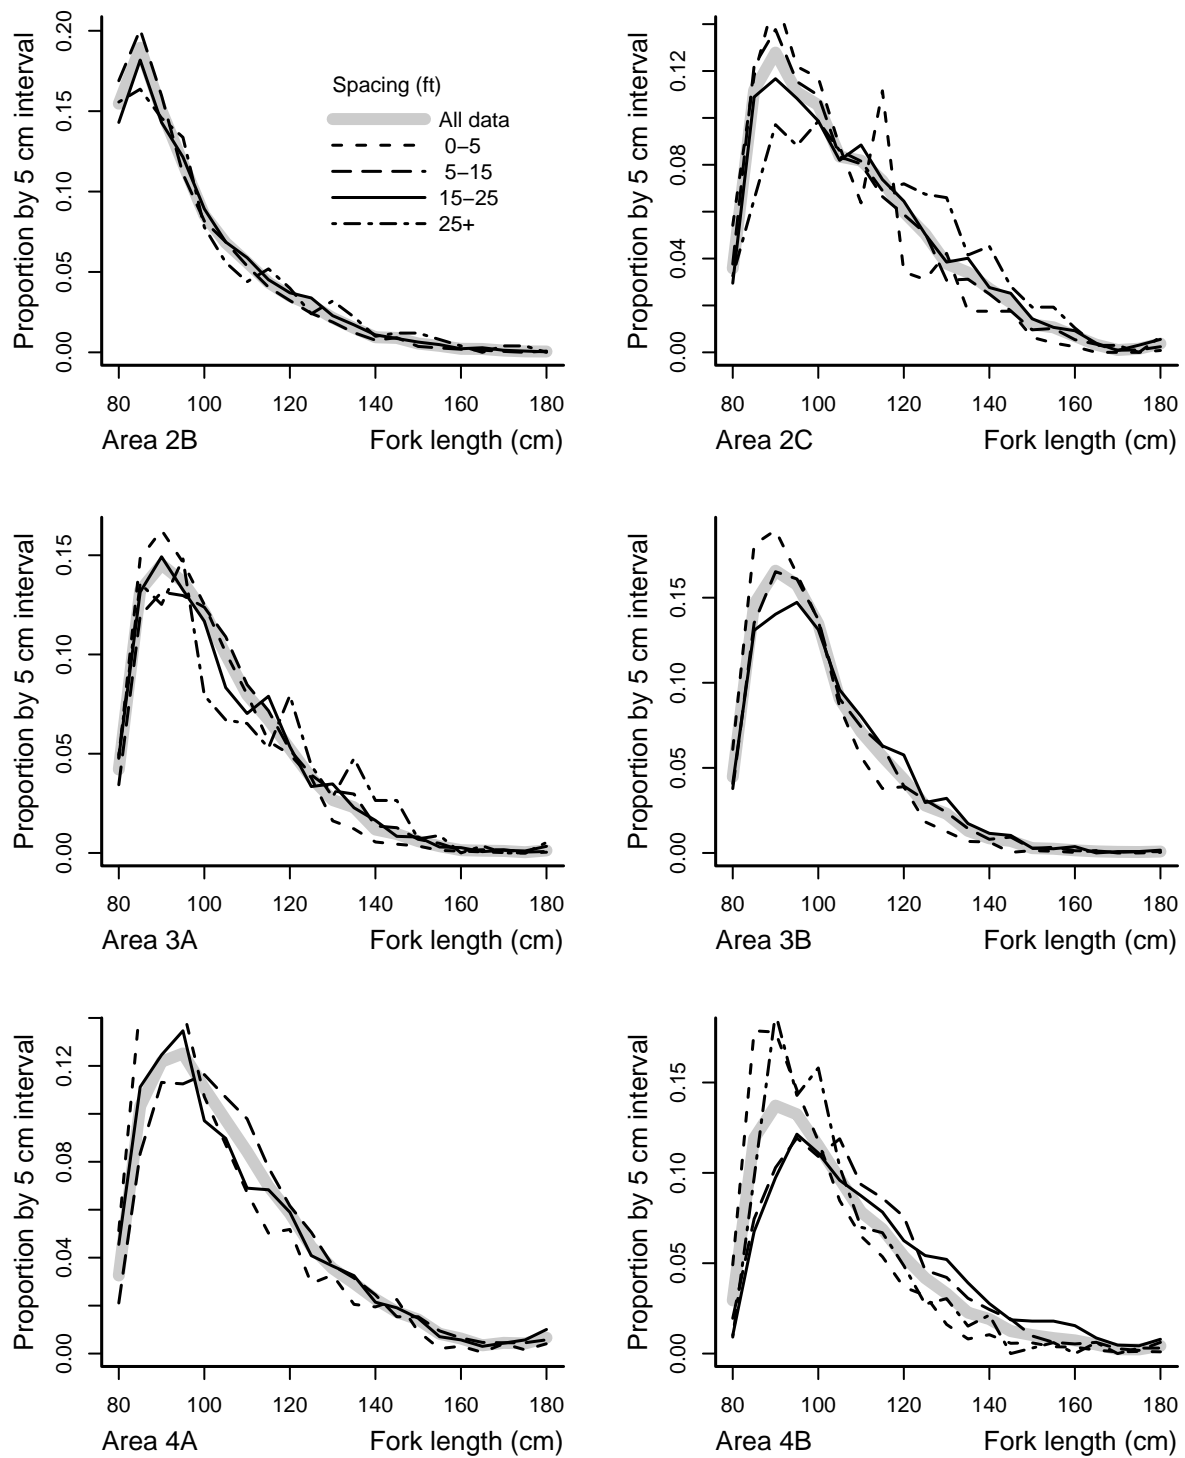 Proportion by 5 cm interval
0.20
0.15
0.10
0.05
0.00
Spacing (ft)
All data
0−5
5−15
15−25
25+
80 100 120 140 160 180
Area 2B Fork length (cm)
Proportion by 5 cm interval
0.12
0.08
0.04
0.00
80 100 120 140 160 180
Area 2C Fork length (cm)
Proportion by 5 cm interval
0.15
0.10
0.05
0.00
80 100 120 140 160 180
Area 3A Fork length (cm)
Proportion by 5 cm interval
0.15
0.10
0.05
0.00
80 100 120 140 160 180
Area 3B Fork length (cm)
Proportion by 5 cm interval
0.12
0.08
0.04
0.00
80 100 120 140 160 180
Area 4A Fork length (cm)
Proportion by 5 cm interval
0.15
0.10
0.05
0.00
80 100 120 140 160 180
Area 4B Fork length (cm)